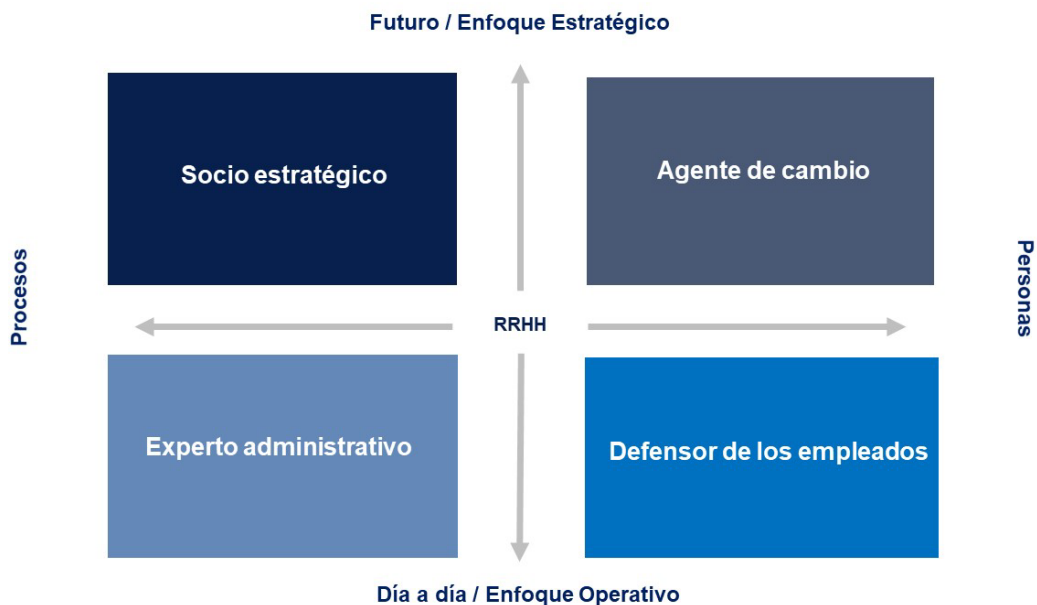 Futuro / Enfoque Estratégico
Socio estratégico
Agente de cambio
Procesos
RRHH
Personas
Experto administrativo
Defensor de los empleados
Día a día / Enfoque Operativo